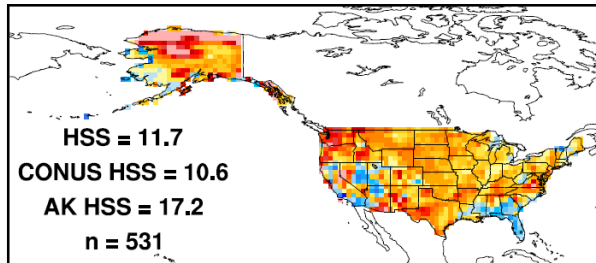 HSS = 11.7
CONUS HSS = 10.6
AK HSS = 17.2
n = 531